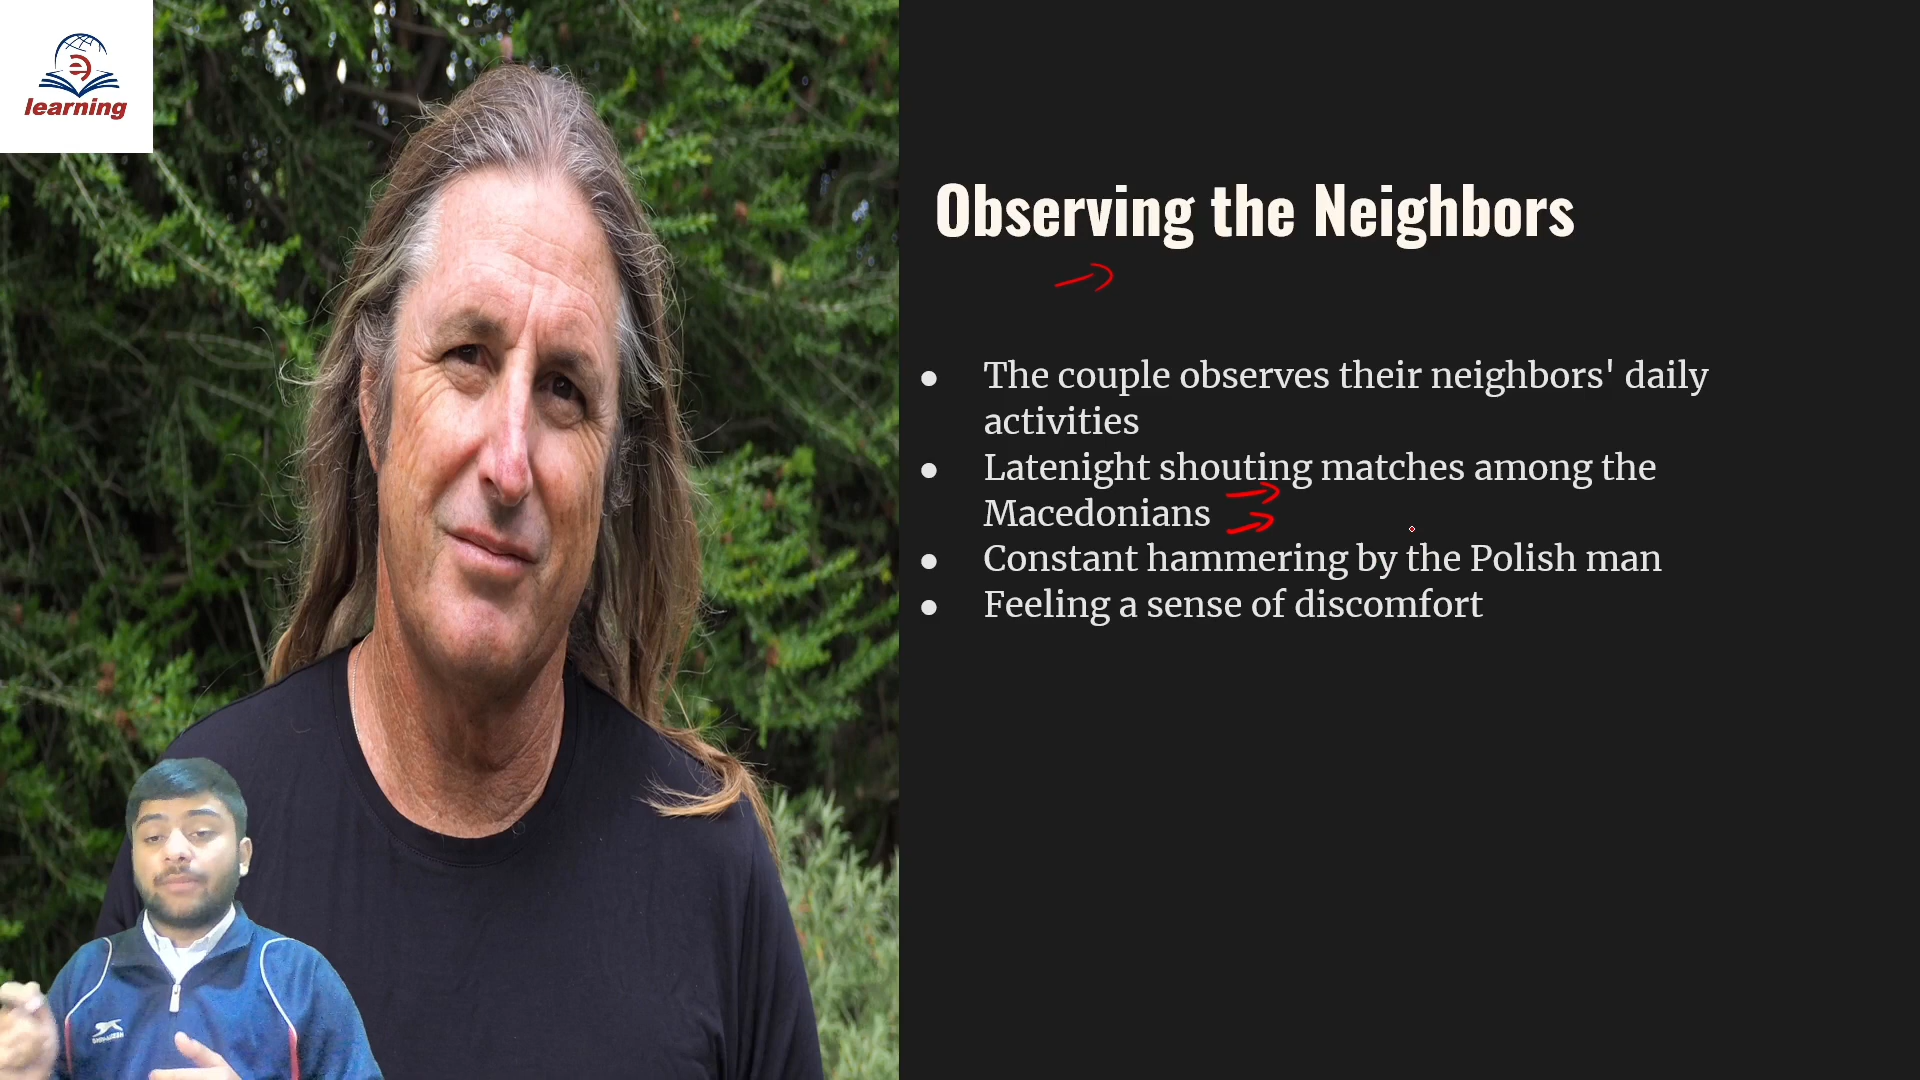 learning
Observing the Neighbors
● The couple observes their neighbors' daily
activities
● Latenight shouting matches among the
Macedonians
● Constant hammering by the Polish man
● Feeling a sense of discomfort